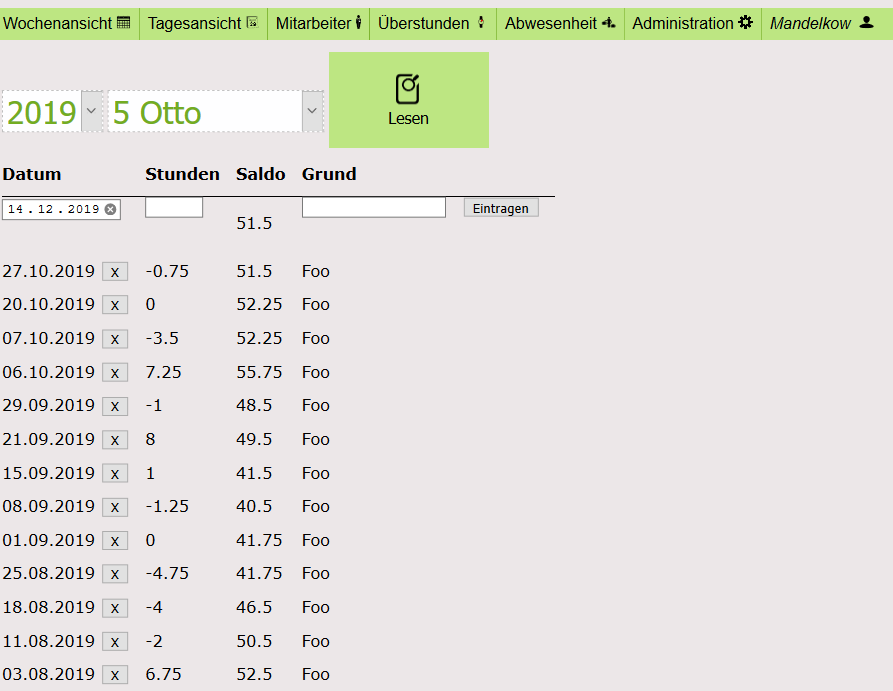 Wochenansicht Tagesansicht Mitarbeiter Überstunden Abwesenheit Administration Mandelkow
2019 5 Otto
Lesen
Datum Stunden Saldo Grund
14.12.2019 Eintragen
51.5
27.10.2019 x -0.75 51.5 Foo
20.10.2019 x 0 52.25 Foo
07.10.2019 x -3.5 52.25 Foo
06.10.2019 x 7.25 55.75 Foo
29.09.2019 x -1 48.5 Foo
21.09.2019 x 8 49.5 Foo
15.09.2019 x 1 41.5 Foo
08.09.2019 x -1.25 40.5 Foo
01.09.2019 x 0 41.75 Foo
25.08.2019 x -4.75 41.75 Foo
18.08.2019 x -4 46.5 Foo
11.08.2019 x -2 50.5 Foo
03.08.2019 x 6.75 52.5 Foo